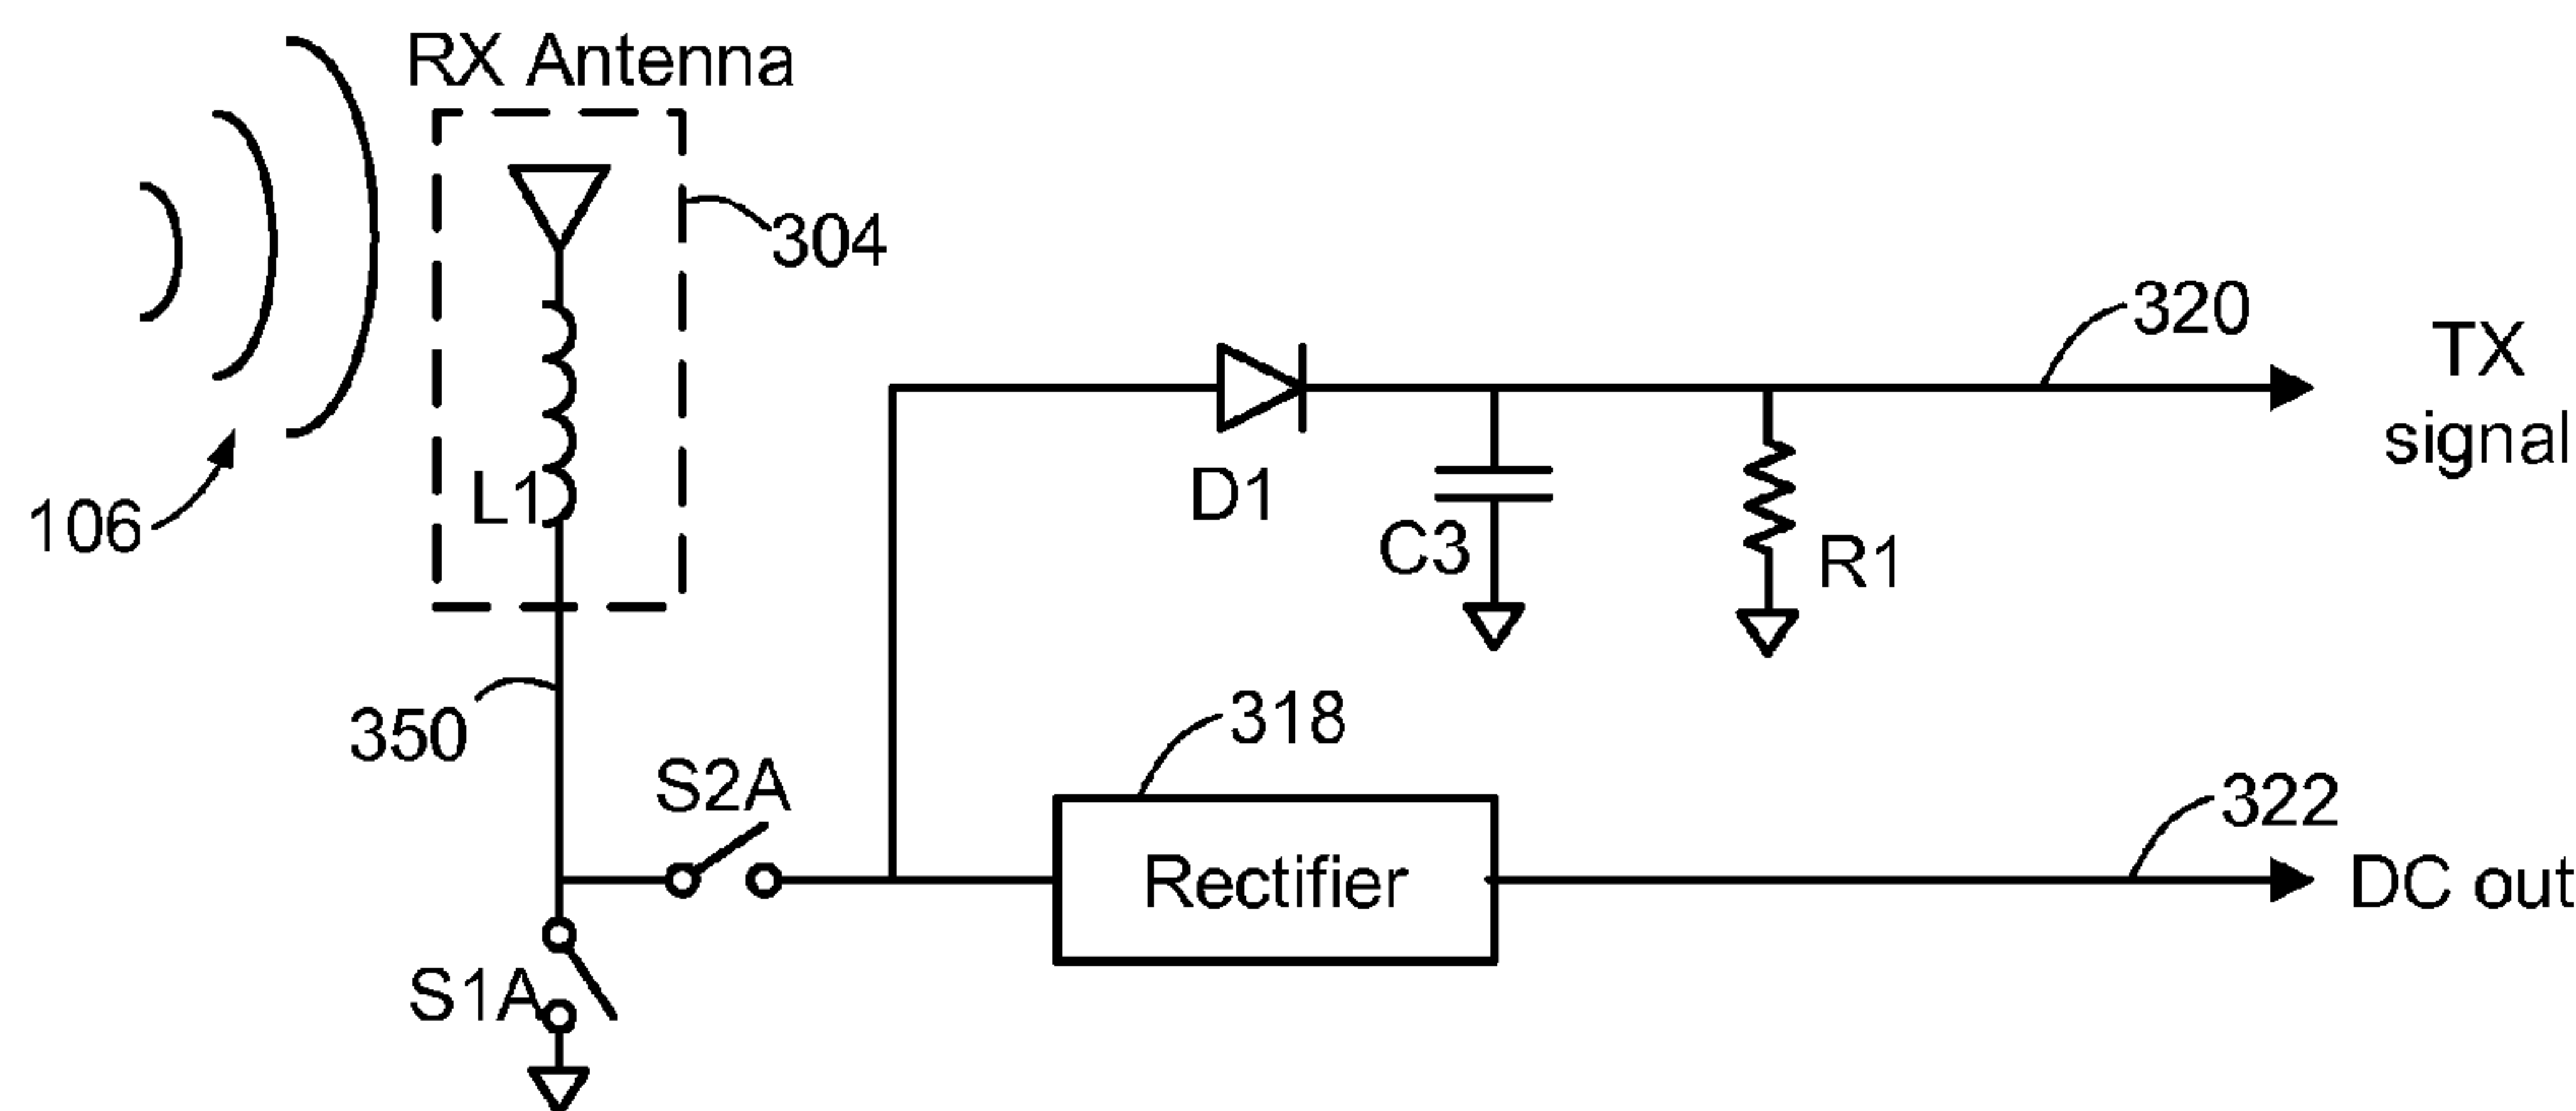 RX Antenna
304
L1
106
350
S2A
S1A
D1
C3
R1
320
TX
signal
318
Rectifier
322
DC out